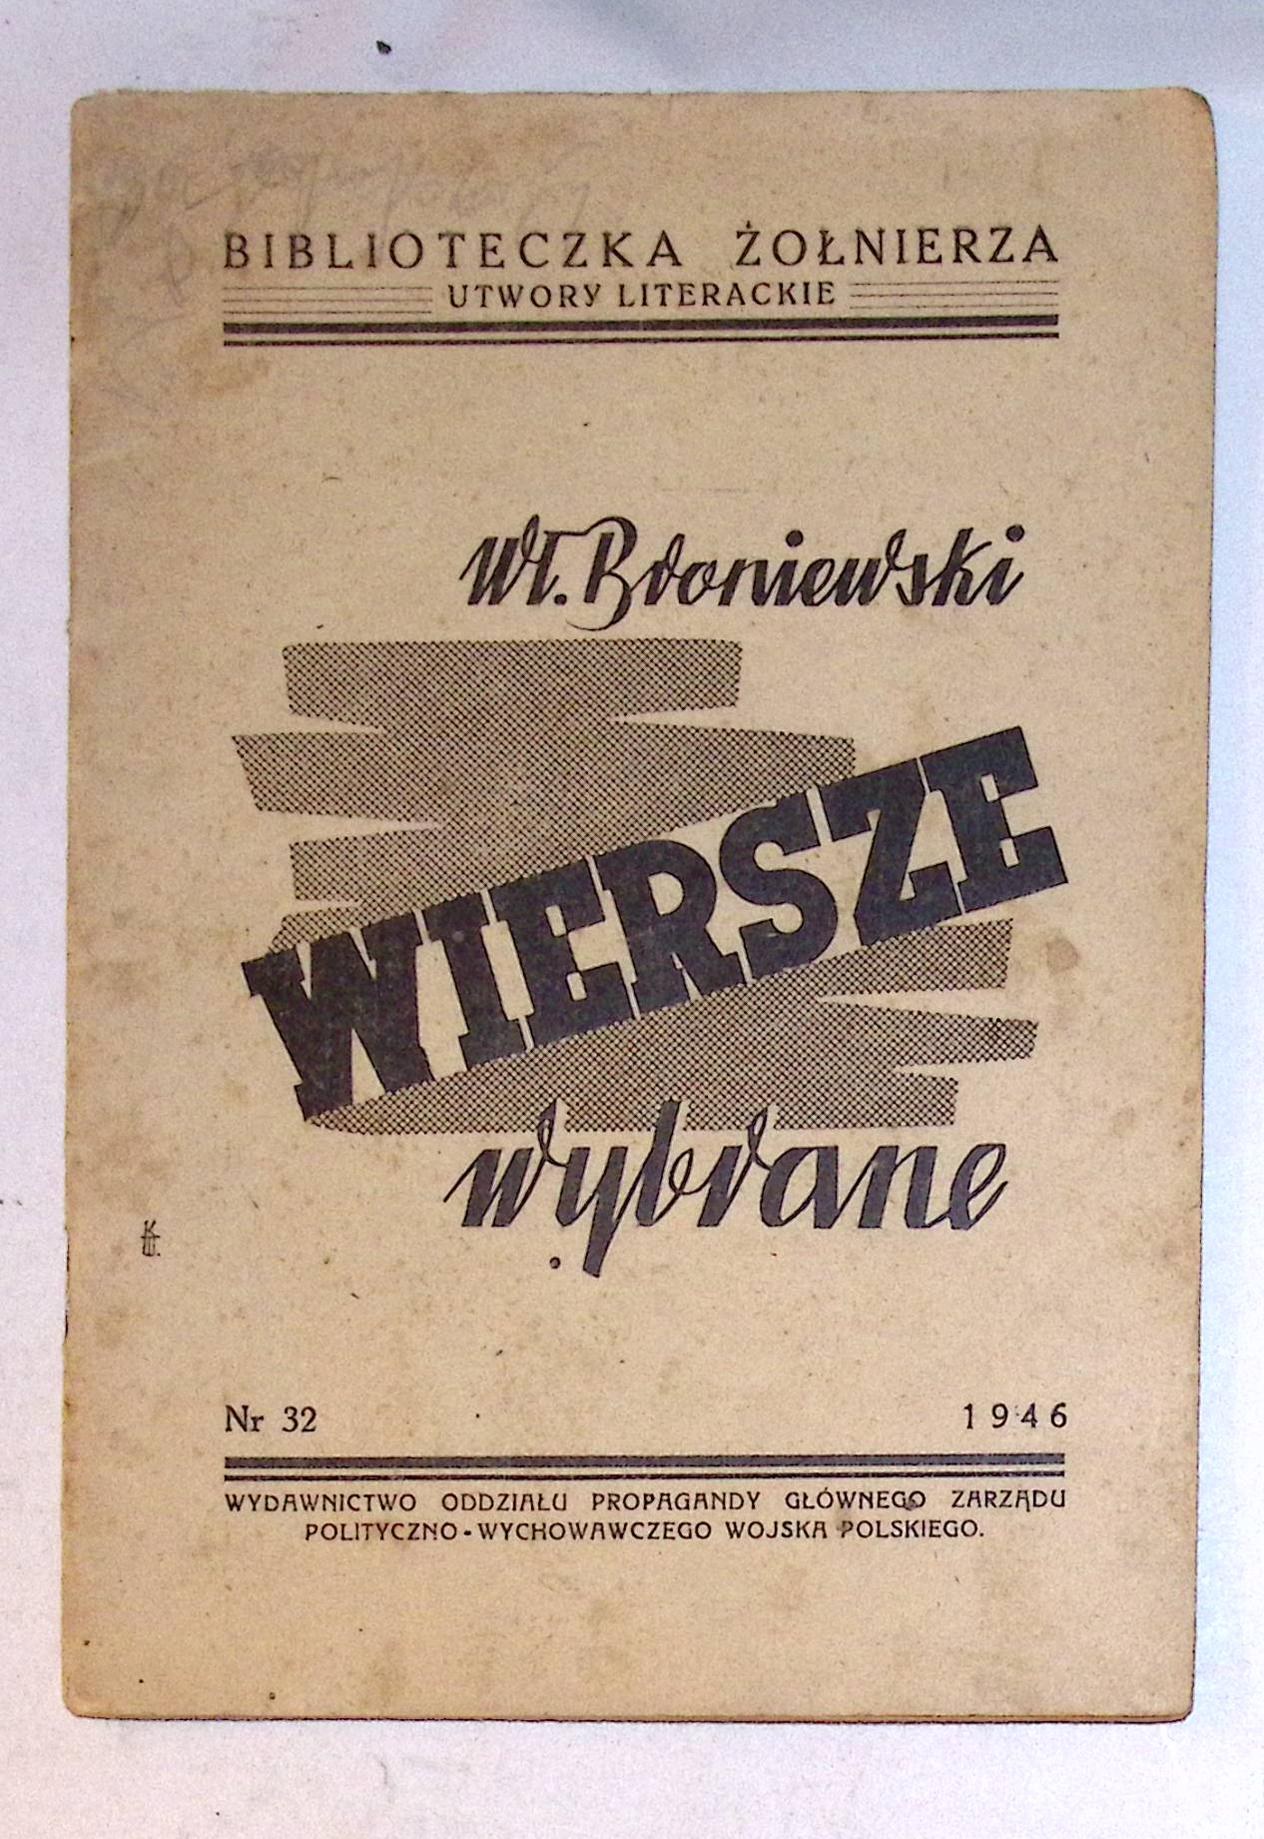 BIBLIOTECZKA ŻOŁNIERZA
UTWORY LITERACKIE
Wł. Broniewski
WIERSZE
wybrane
Nr 32
1946
WYDAWNICTWO ODDZIAŁU PROPAGANDY GŁÓWNEGO ZARZĄDU
POLITYCZNO-WYCHOWAWCZEGO WOJSKA POLSKIEGO.